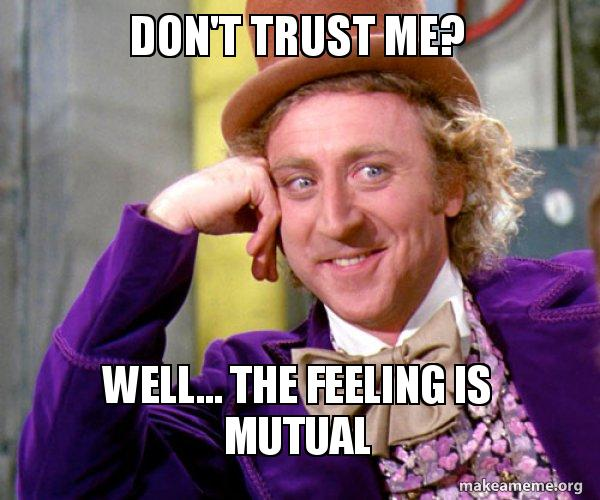 DON'T TRUST ME?
WELL... THE FEELING IS
MUTUAL
makeameme.org